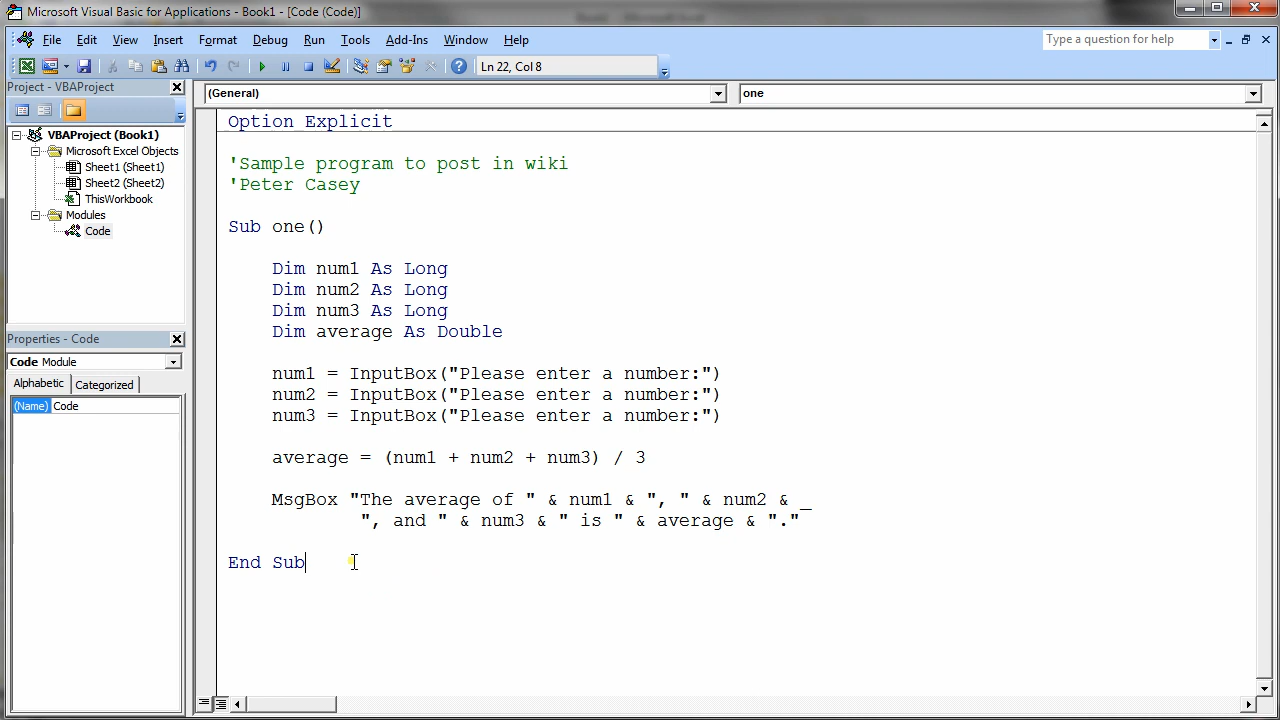 Microsoft Visual Basic for Applications - Book1 - [Code (Code)]
File Edit View Insert Format Debug Run Tools Add-Ins Window Help
Type a question for help
Ln 22, Col 8
Project - VBAProject
(General)
one
VBAProject (Book1)
Microsoft Excel Objects
Sheet1 (Sheet1)
Sheet2 (Sheet2)
ThisWorkbook
Modules
Code
Properties - Code
Code Module
Alphabetic Categorized
(Name) Code
Option Explicit
'Sample program to post in wiki
'Peter Casey
Sub one()
Dim num1 As Long
Dim num2 As Long
Dim num3 As Long
Dim average As Double
num1 = InputBox("Please enter a number:")
num2 = InputBox("Please enter a number:")
num3 = InputBox("Please enter a number:")
average = (num1 + num2 + num3) / 3
MsgBox "The average of " & num1 & ", " & num2 & _
", and " & num3 & " is " & average & "."
End Sub